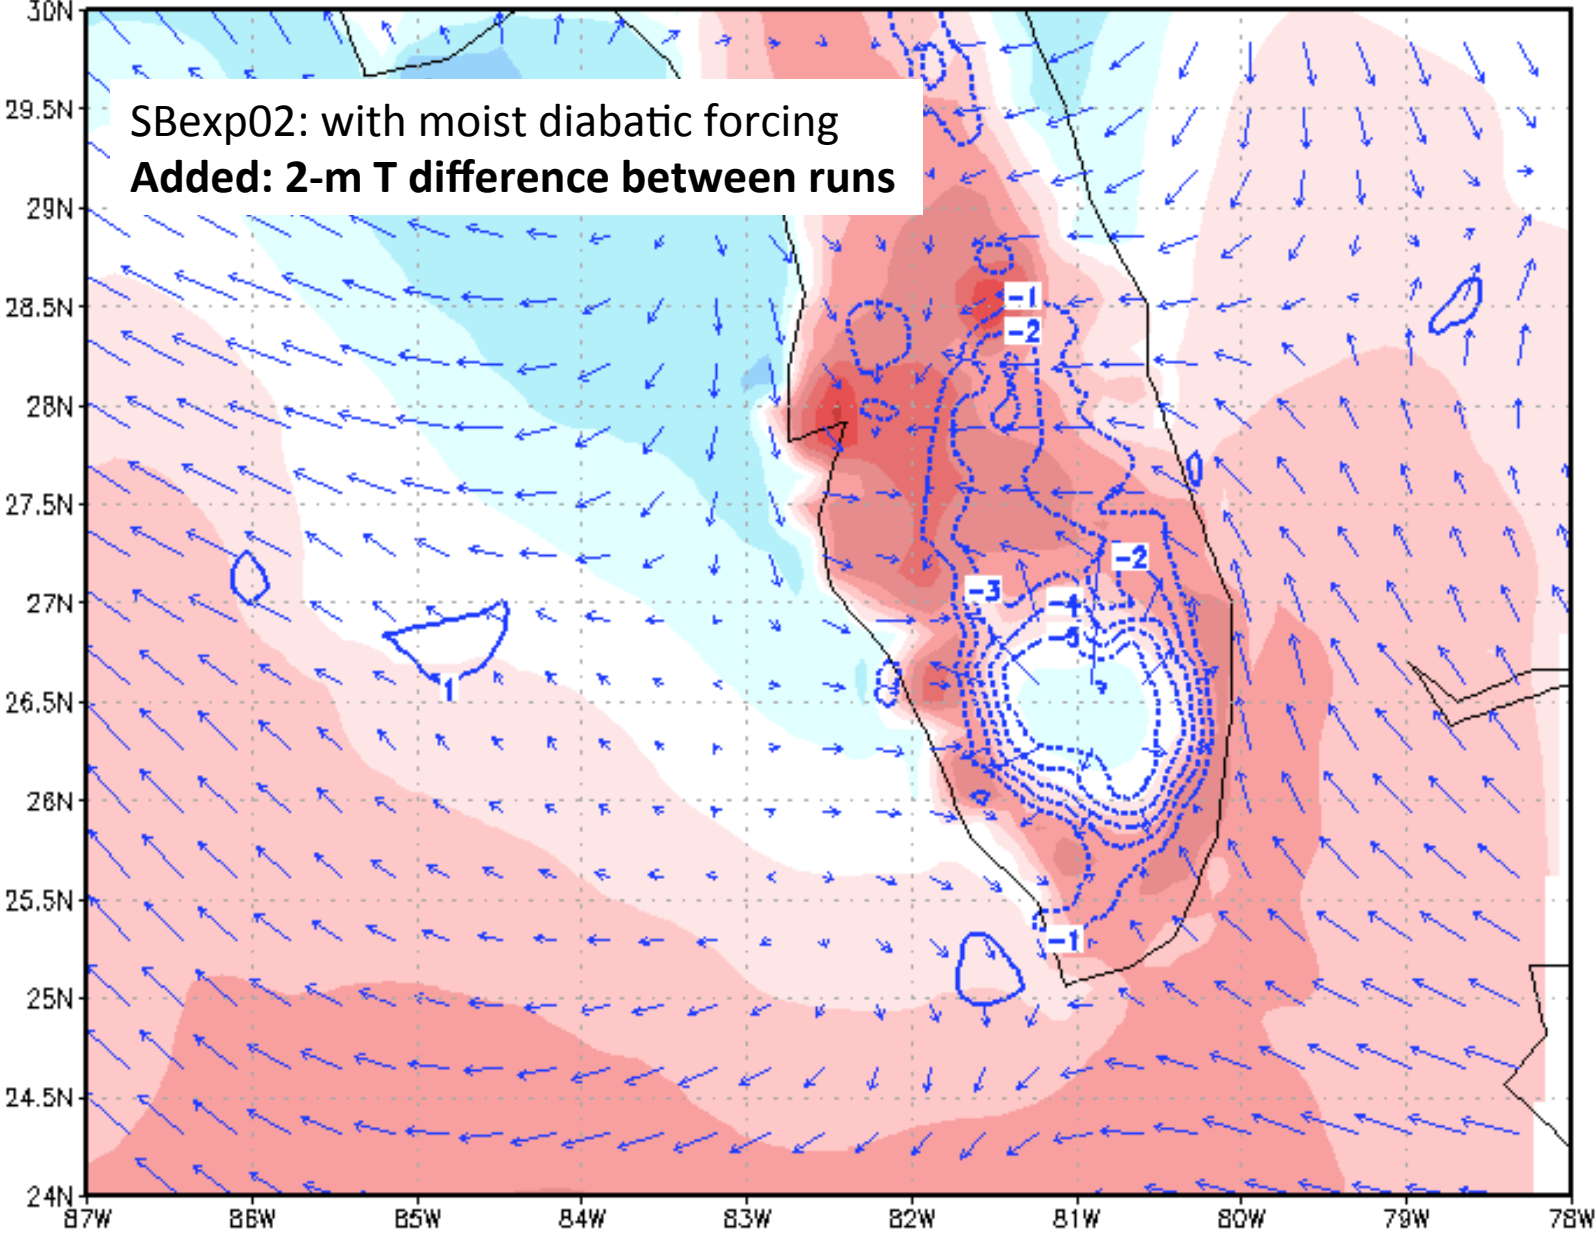 30N
SBexp02: with moist diabatic forcing
Added: 2-m T difference between runs
29.5N
29N
28.5N
28N
27.5N
27N
26.5N
26N
25.5N
25N
24.5N
24N
-1
-2
-2
-3
-4
-5
1
-1
87W 86W 85W 84W 83W 82W 81W 80W 79W 78W